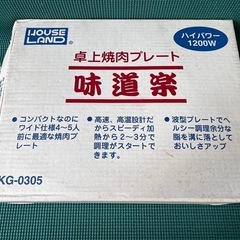 HOUSE LAND
ハイパワー
1200W
卓上焼肉プレート
味道楽
●コンパクトなのに
ワイド仕様4〜5人
前に最適な焼肉プ
レート
●高速、高温設計だ
からスピーディ加
熱から2〜3分で
調理がスタートで
きます。
●波型プレートでヘ
ルシー調理余分な
脂を溝に落として
おいしさアップ
KG-0305